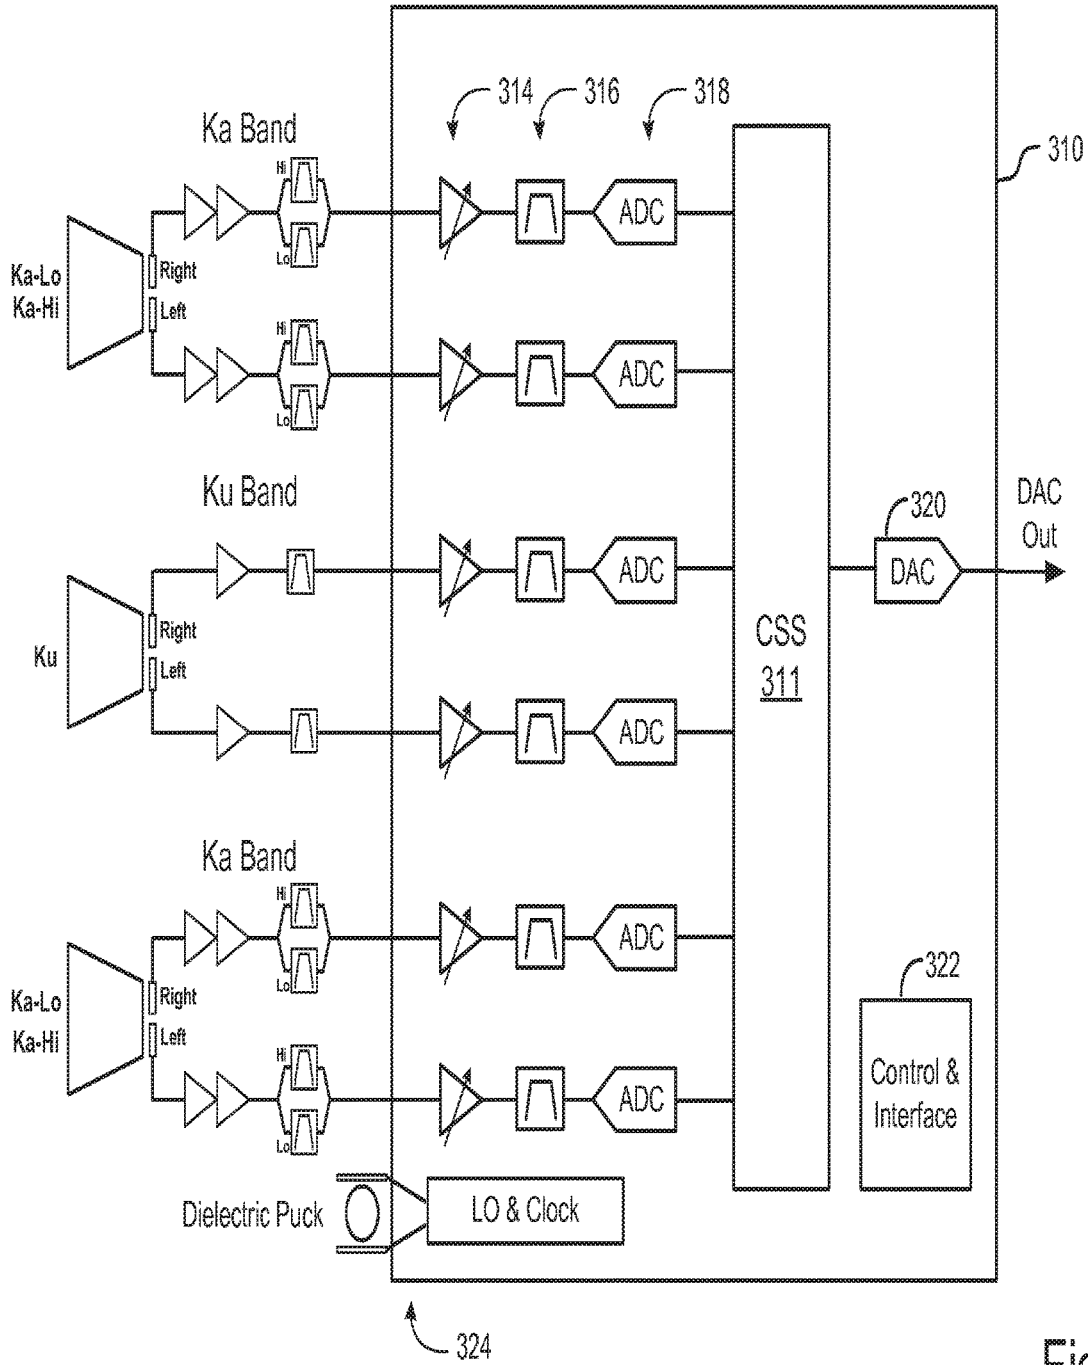 314
316
318
310
Ka Band
Hi
Lo
ADC
Ka-Lo
Ka-Hi
Right
Left
Hi
Lo
ADC
Ku Band
ADC
320
DAC
DAC
Out
Ku
Right
Left
CSS
311
ADC
Ka Band
Hi
Lo
ADC
322
Ka-Lo
Ka-Hi
Right
Left
Control &
Interface
Hi
Lo
ADC
Dielectric Puck
LO & Clock
324